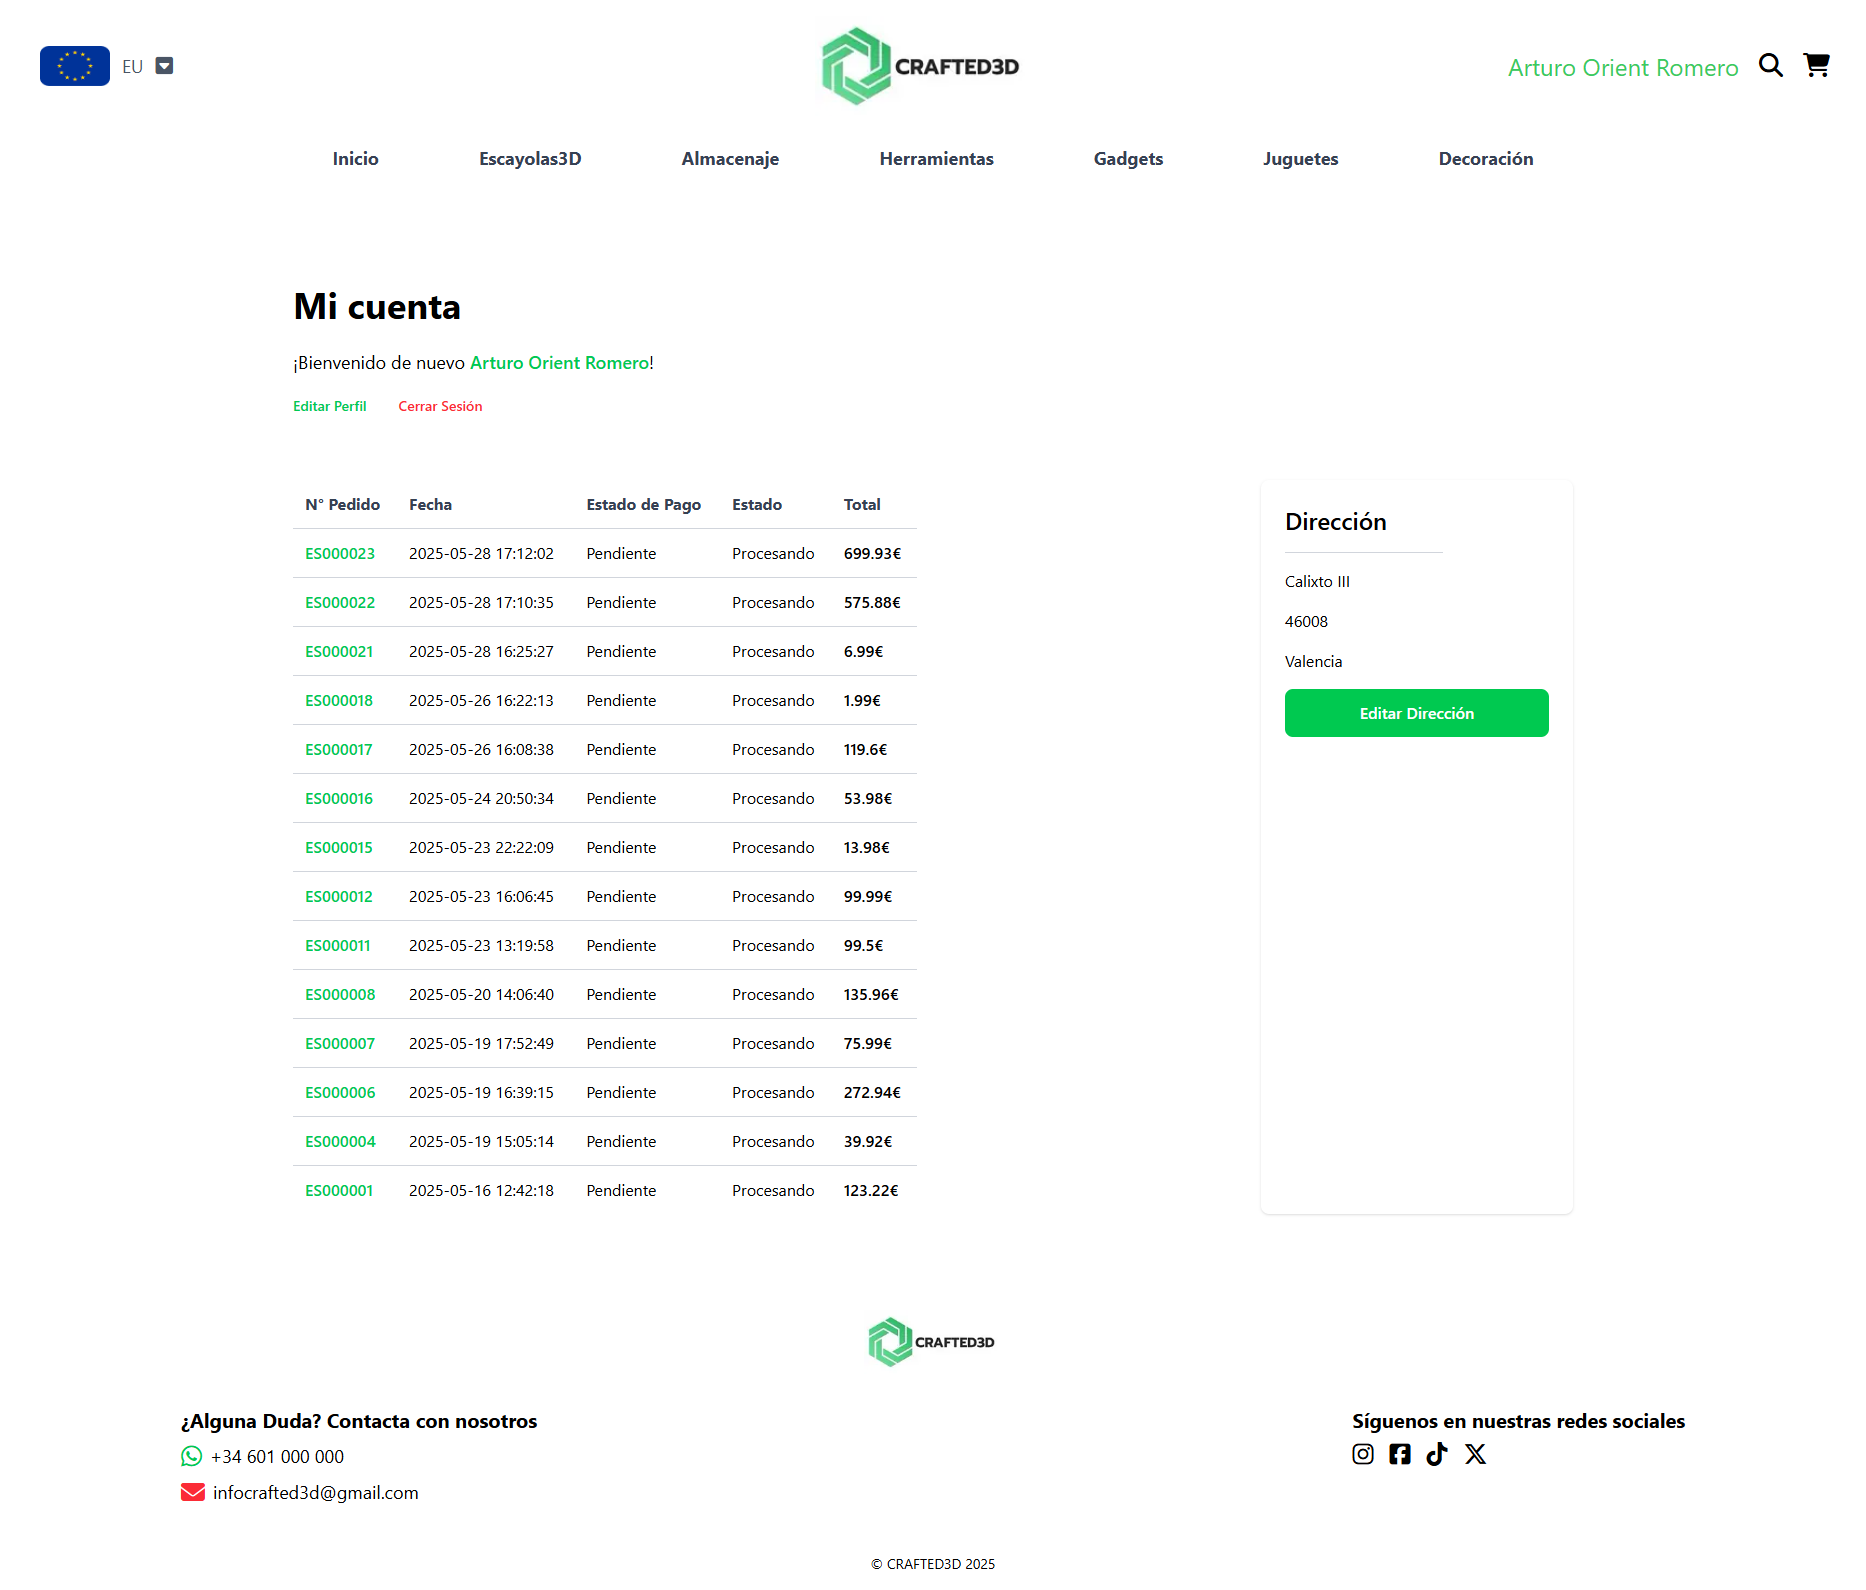 EU
CRAFTED3D
Arturo Orient Romero
Inicio Escayolas3D Almacenaje Herramientas Gadgets Juguetes Decoración
Mi cuenta
¡Bienvenido de nuevo Arturo Orient Romero!
Editar Perfil Cerrar Sesión
N° Pedido Fecha Estado de Pago Estado Total
ES000023 2025-05-28 17:12:02 Pendiente Procesando 699.93€
ES000022 2025-05-28 17:10:35 Pendiente Procesando 575.88€
ES000021 2025-05-28 16:25:27 Pendiente Procesando 6.99€
ES000018 2025-05-26 16:22:13 Pendiente Procesando 1.99€
ES000017 2025-05-26 16:08:38 Pendiente Procesando 119.6€
ES000016 2025-05-24 20:50:34 Pendiente Procesando 53.98€
ES000015 2025-05-23 22:22:09 Pendiente Procesando 13.98€
ES000012 2025-05-23 16:06:45 Pendiente Procesando 99.99€
ES000011 2025-05-23 13:19:58 Pendiente Procesando 99.5€
ES000008 2025-05-20 14:06:40 Pendiente Procesando 135.96€
ES000007 2025-05-19 17:52:49 Pendiente Procesando 75.99€
ES000006 2025-05-19 16:39:15 Pendiente Procesando 272.94€
ES000004 2025-05-19 15:05:14 Pendiente Procesando 39.92€
ES000001 2025-05-16 12:42:18 Pendiente Procesando 123.22€
Dirección
Calixto III
46008
Valencia
Editar Dirección
CRAFTED3D
¿Alguna Duda? Contacta con nosotros
+34 601 000 000
infocrafted3d@gmail.com
Síguenos en nuestras redes sociales
© CRAFTED3D 2025